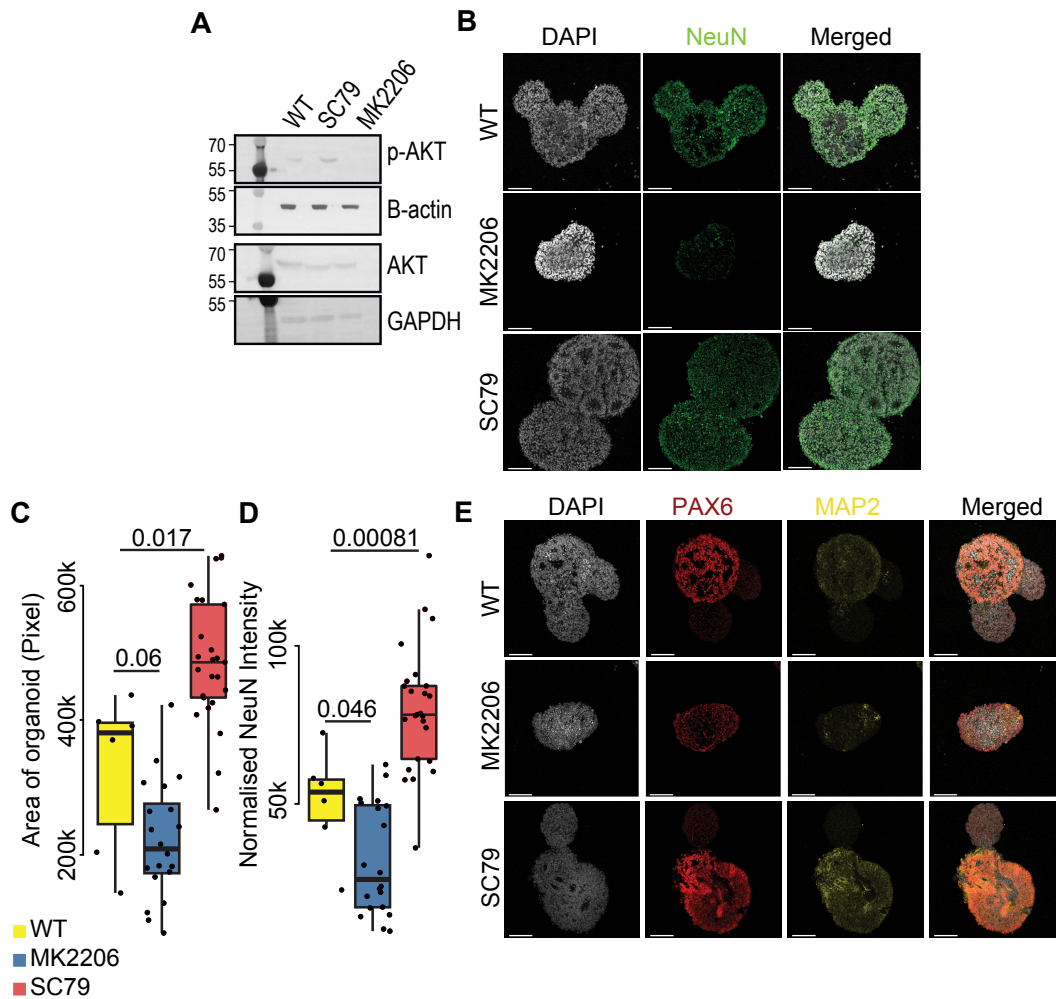 A
WT
SC79
MK2206
70
55
p-AKT
55
35
B-actin
70
55
AKT
55
GAPDH
B
DAPI
NeuN
Merged
WT
MK2206
SC79
C
Area of organoid (Pixel)
600k
400k
200k
0.017
0.06
D
Normalised NeuN Intensity
100k
50k
0.00081
0.046
WT
MK2206
SC79
E
DAPI
PAX6
MAP2
Merged
WT
MK2206
SC79